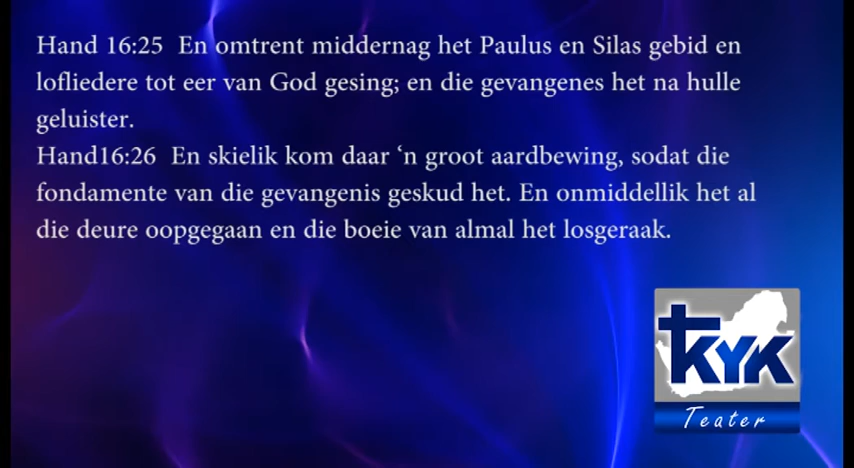 Hand 16:25  En omtrent middernag het Paulus en Silas gebid en
lofliedere tot eer van God gesing; en die gevangenes het na hulle
geluister.
Hand16:26  En skielik kom daar ‘n groot aardbewing, sodat die
fondamente van die gevangenis geskud het. En onmiddellik het al
die deure oopgegaan en die boeie van almal het losgeraak.
KYK
Teater